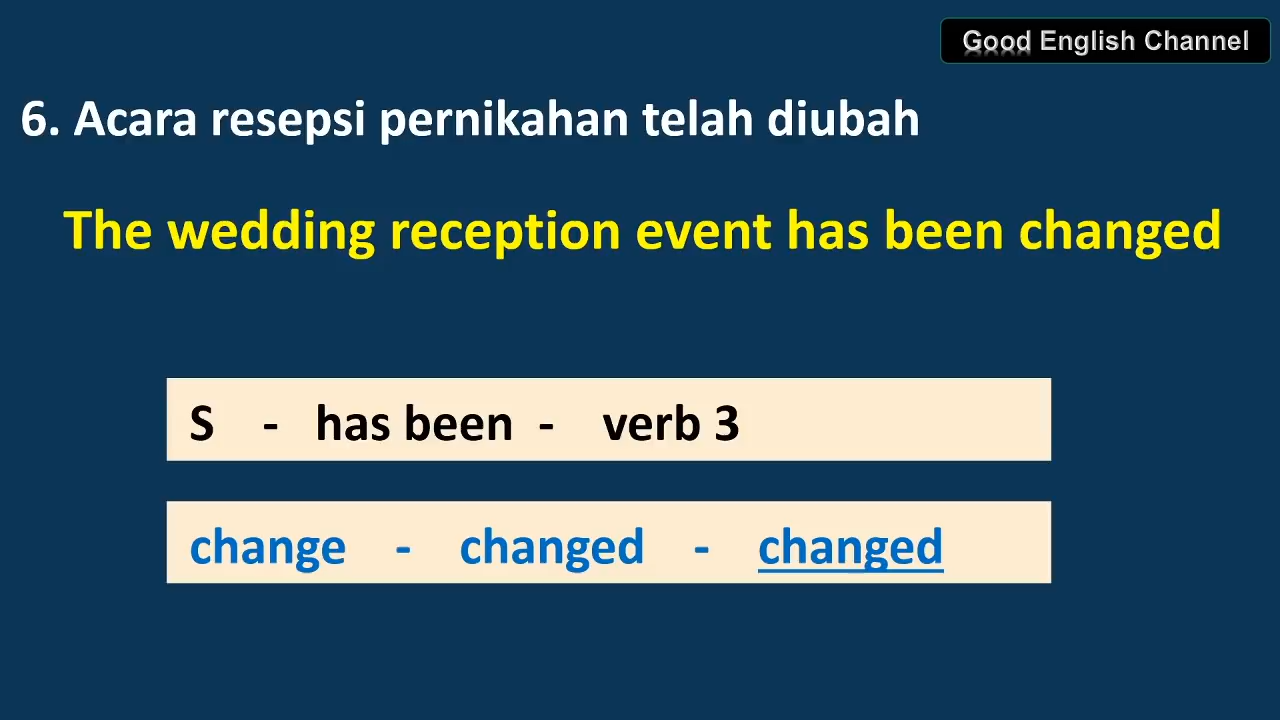 Good English Channel
6. Acara resepsi pernikahan telah diubah
The wedding reception event has been changed
S - has been - verb 3
change - changed - changed